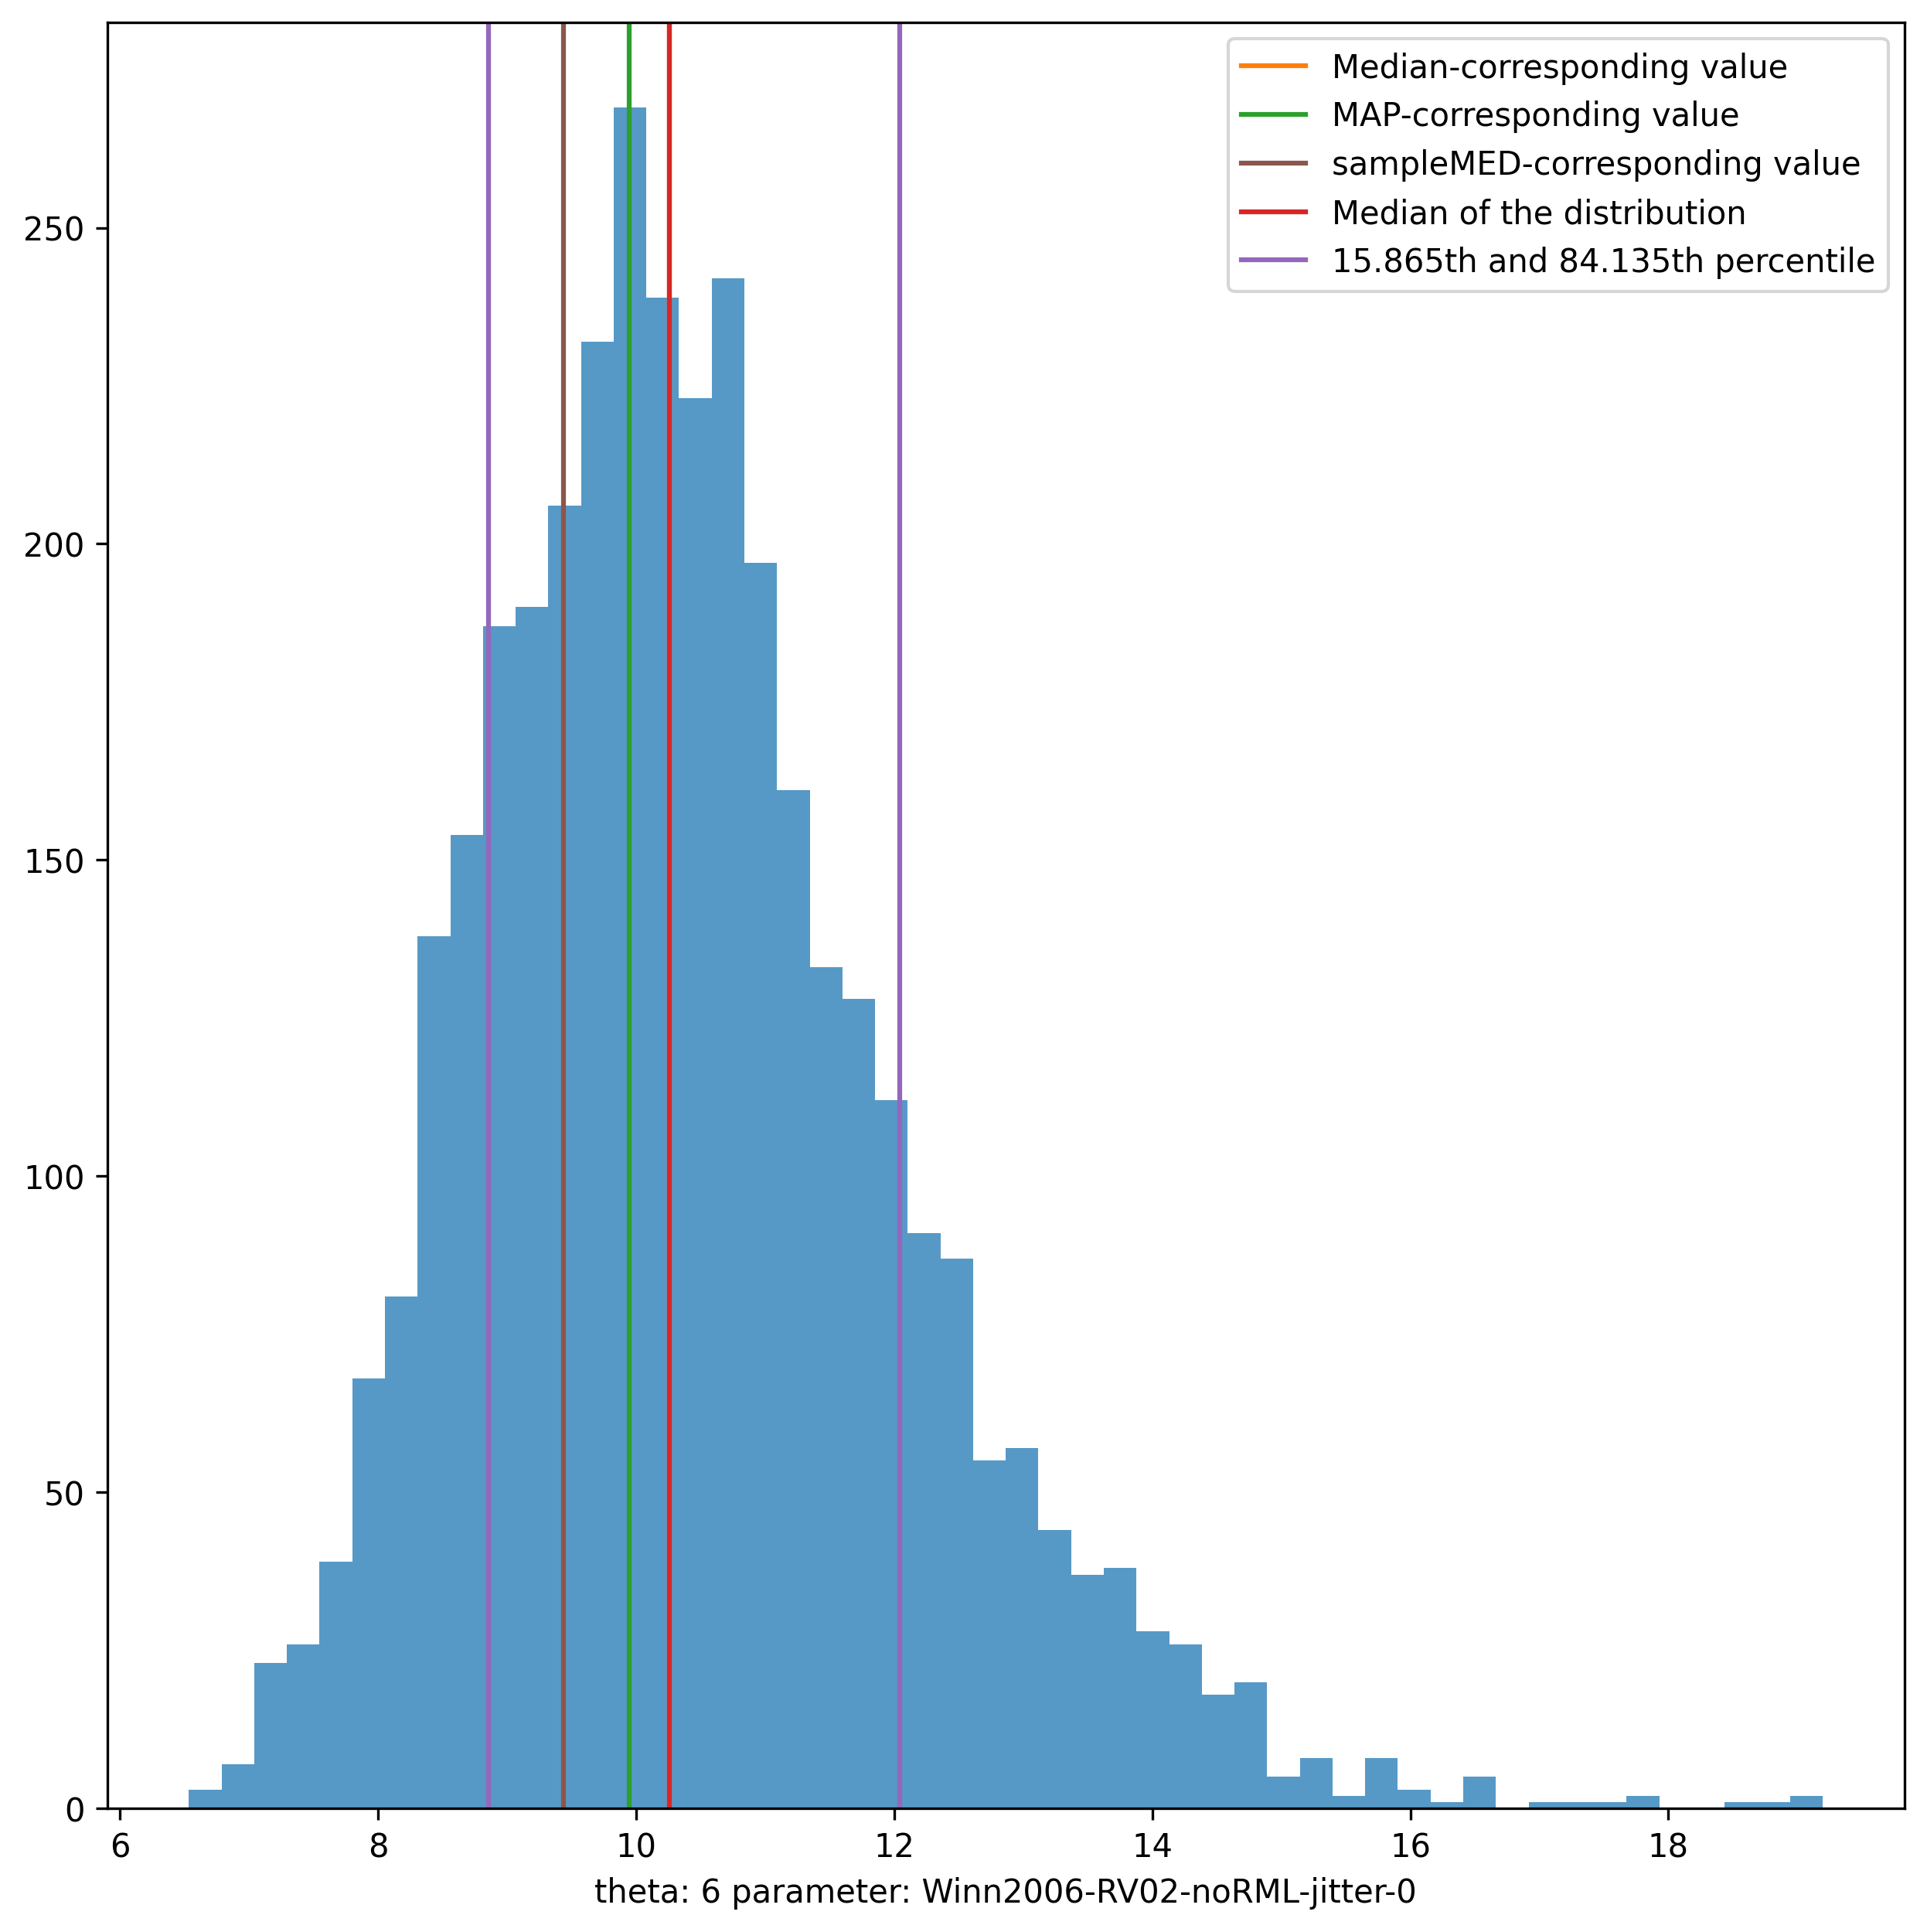 Median-corresponding value
MAP-corresponding value
sampleMED-corresponding value
Median of the distribution
15.865th and 84.135th percentile
250
200
150
100
50
0
6 8 10 12 14 16 18
theta: 6 parameter: Winn2006-RV02-noRML-jitter-0